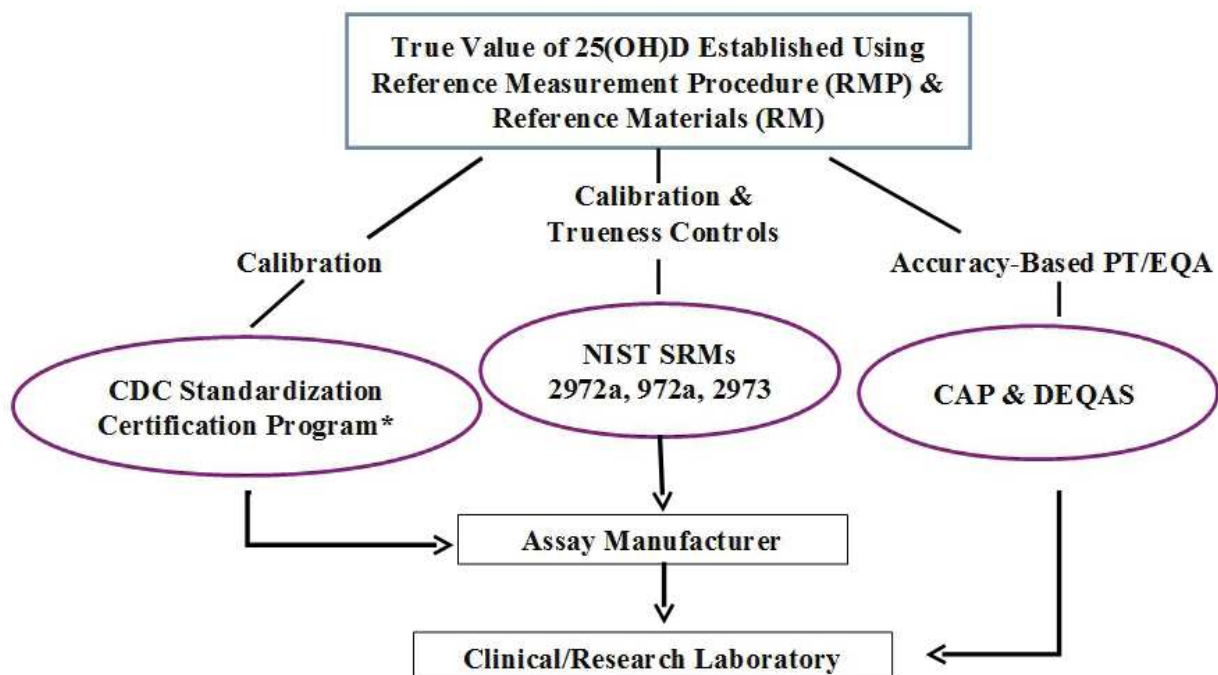 True Value of 25(OH)D Established Using
Reference Measurement Procedure (RMP) &
Reference Materials (RM)
Calibration &
Trueness Controls
Calibration
Accuracy-Based PT/EQA
CDC Standardization
Certification Program*
NIST SRMs
2972a, 972a, 2973
CAP & DEQAS
Assay Manufacturer
Clinical/Research Laboratory